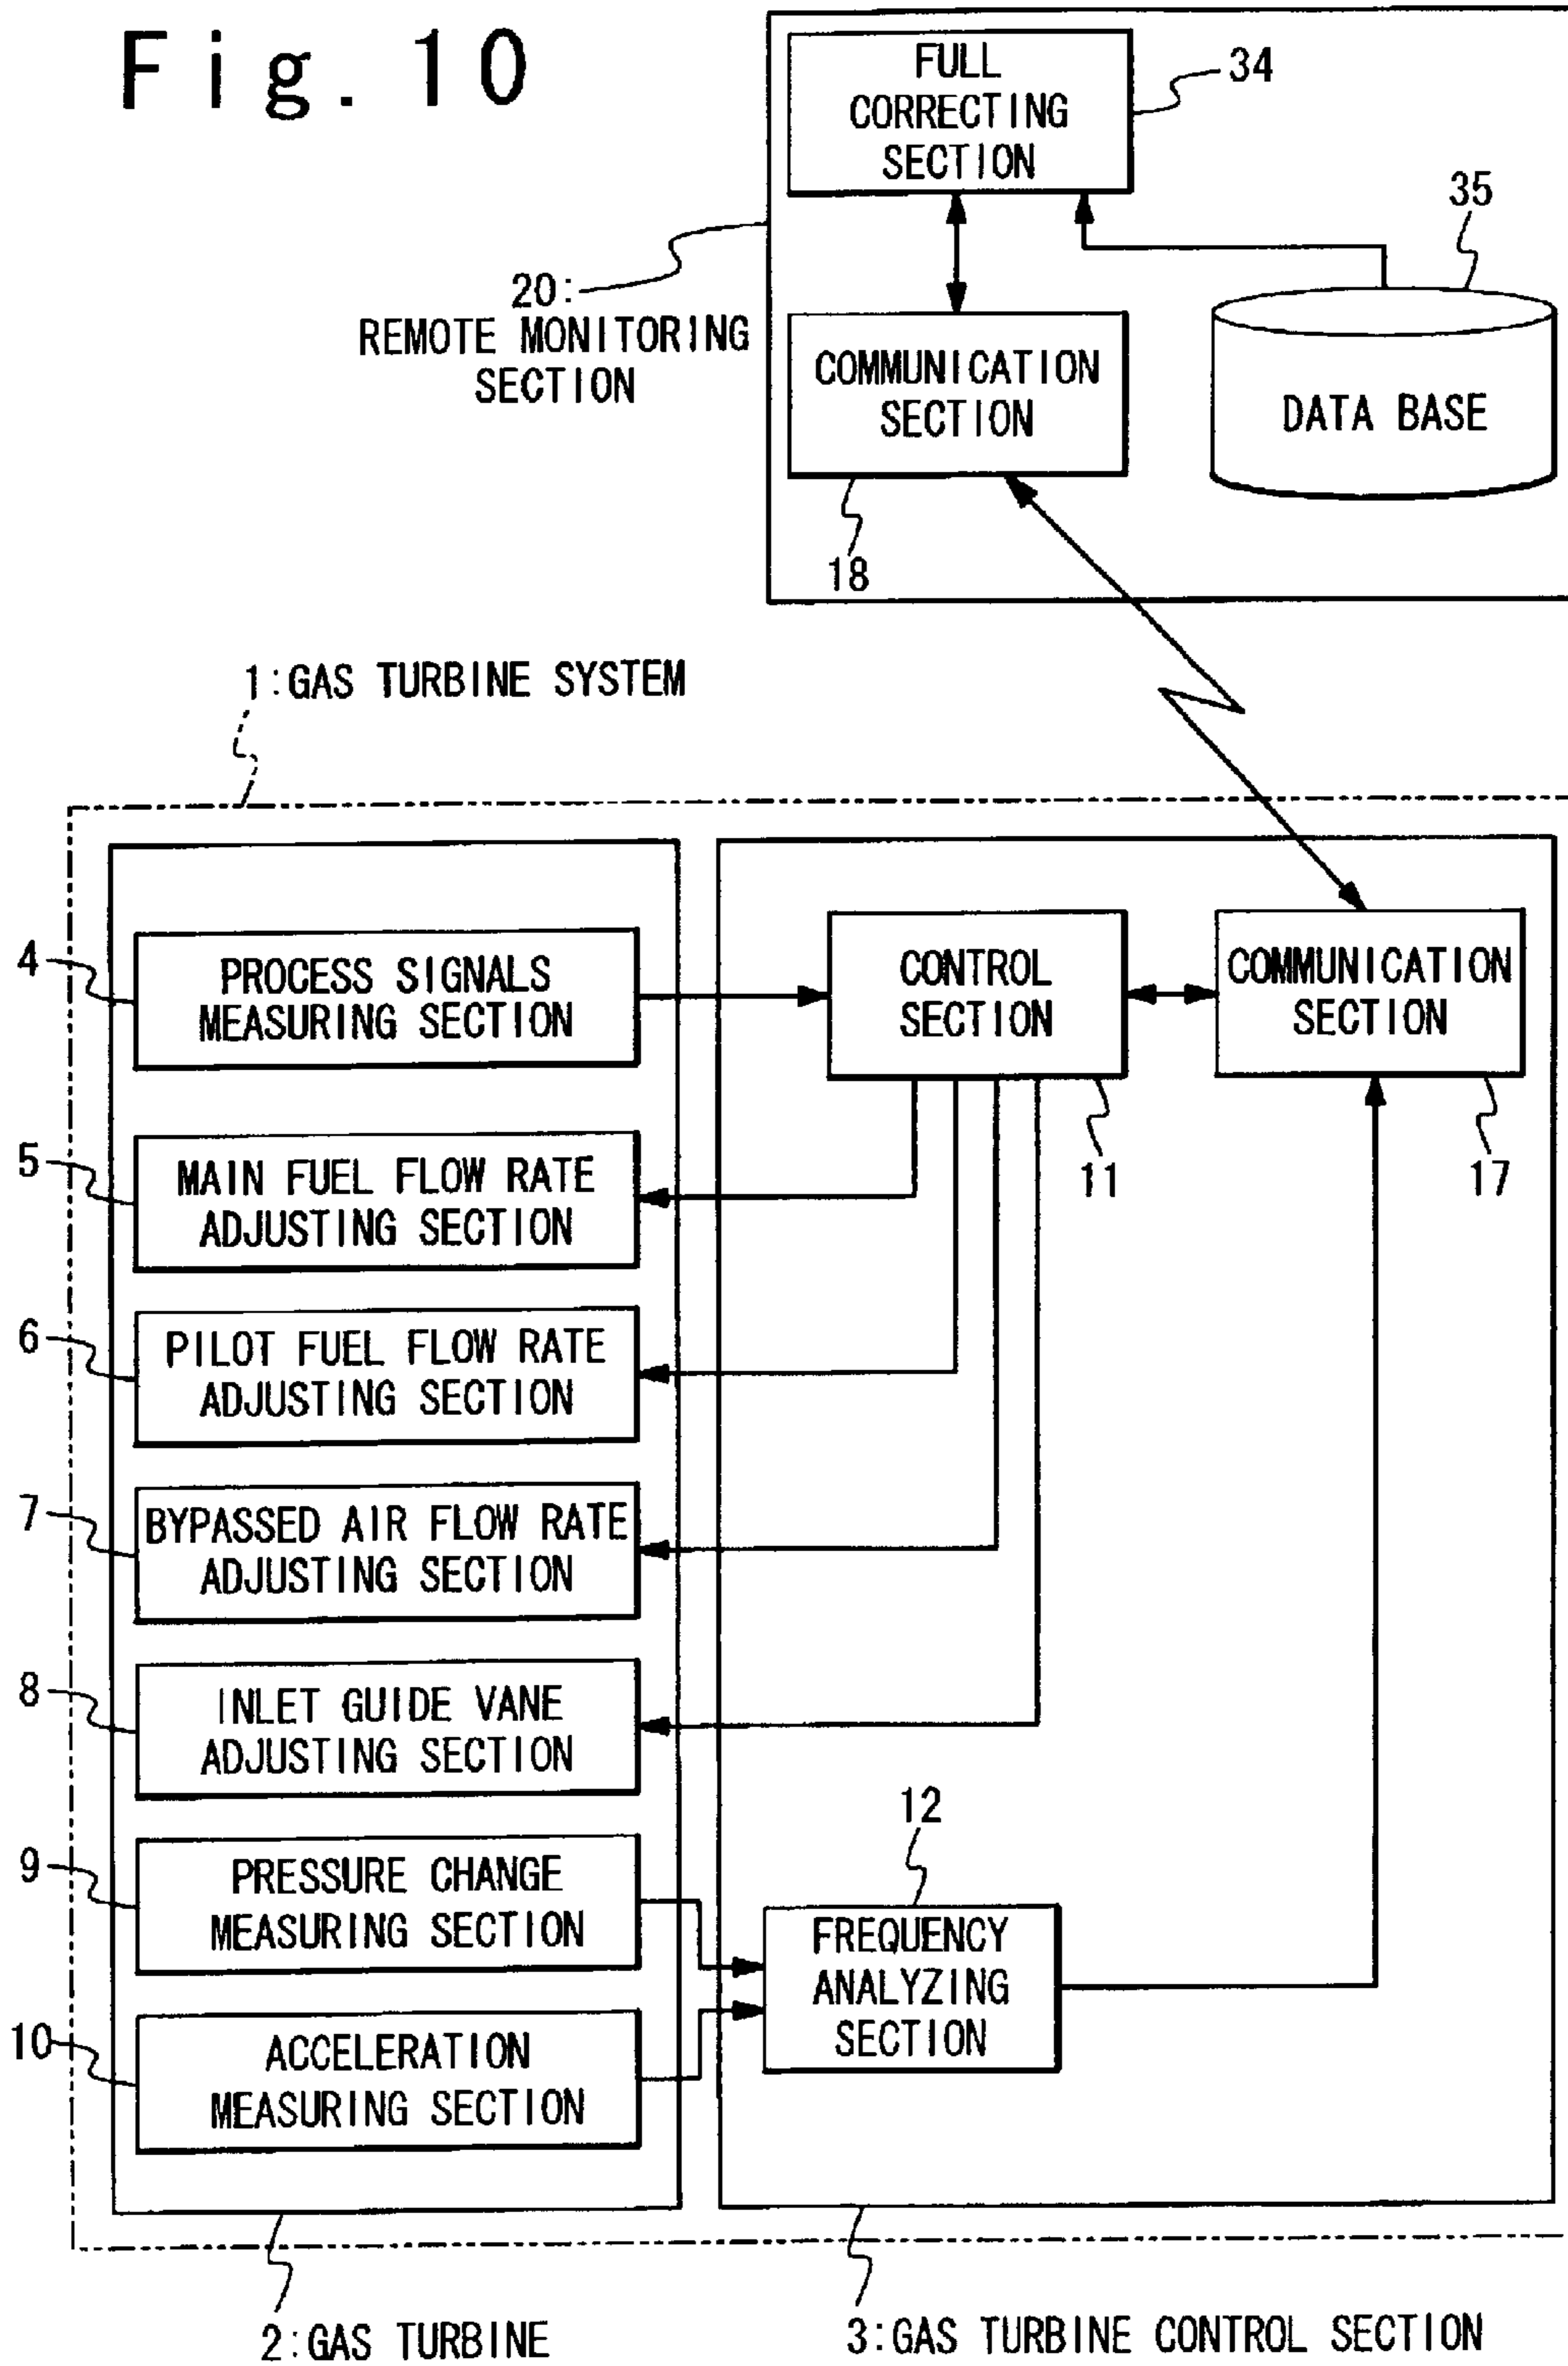 Fig. 10
FULL
CORRECTING
SECTION
34
35
20:
REMOTE MONITORING
SECTION
COMMUNICATION
SECTION
DATA BASE
18
1:GAS TURBINE SYSTEM
4
PROCESS SIGNALS
MEASURING SECTION
CONTROL
SECTION
COMMUNICATION
SECTION
5
MAIN FUEL FLOW RATE
ADJUSTING SECTION
11
17
6
PILOT FUEL FLOW RATE
ADJUSTING SECTION
7
BYPASSED AIR FLOW RATE
ADJUSTING SECTION
8
INLET GUIDE VANE
ADJUSTING SECTION
12
9
PRESSURE CHANGE
MEASURING SECTION
FREQUENCY
ANALYZING
SECTION
10
ACCELERATION
MEASURING SECTION
2:GAS TURBINE
3:GAS TURBINE CONTROL SECTION